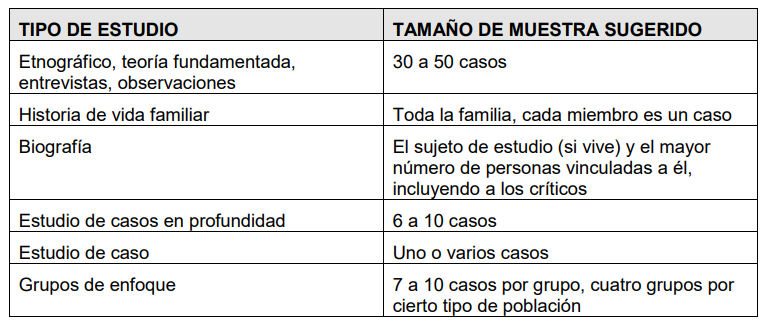 TIPO DE ESTUDIO
TAMAÑO DE MUESTRA SUGERIDO
Etnográfico, teoría fundamentada,
entrevistas, observaciones
30 a 50 casos
Historia de vida familiar
Toda la familia, cada miembro es un caso
Biografía
El sujeto de estudio (si vive) y el mayor
número de personas vinculadas a él,
incluyendo a los críticos
Estudio de casos en profundidad
6 a 10 casos
Estudio de caso
Uno o varios casos
Grupos de enfoque
7 a 10 casos por grupo, cuatro grupos por
cierto tipo de población